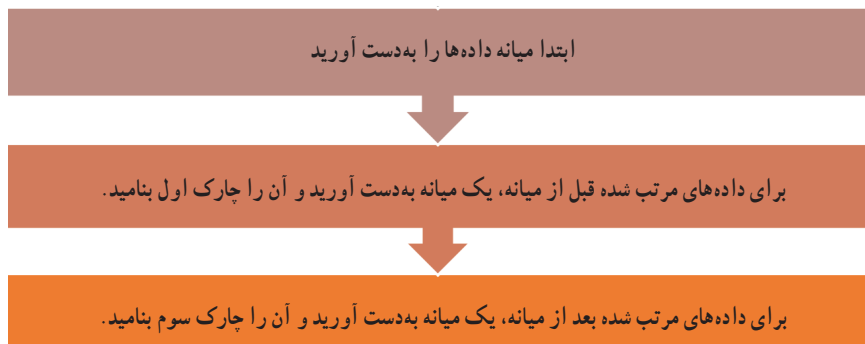 ابتدا میانه داده‌ها را به‌دست آورید
برای داده‌های مرتب شده قبل از میانه، یک میانه به‌دست آورید و آن را چارک اول بنامید.
برای داده‌های مرتب شده بعد از میانه، یک میانه به‌دست آورید و آن را چارک سوم بنامید.